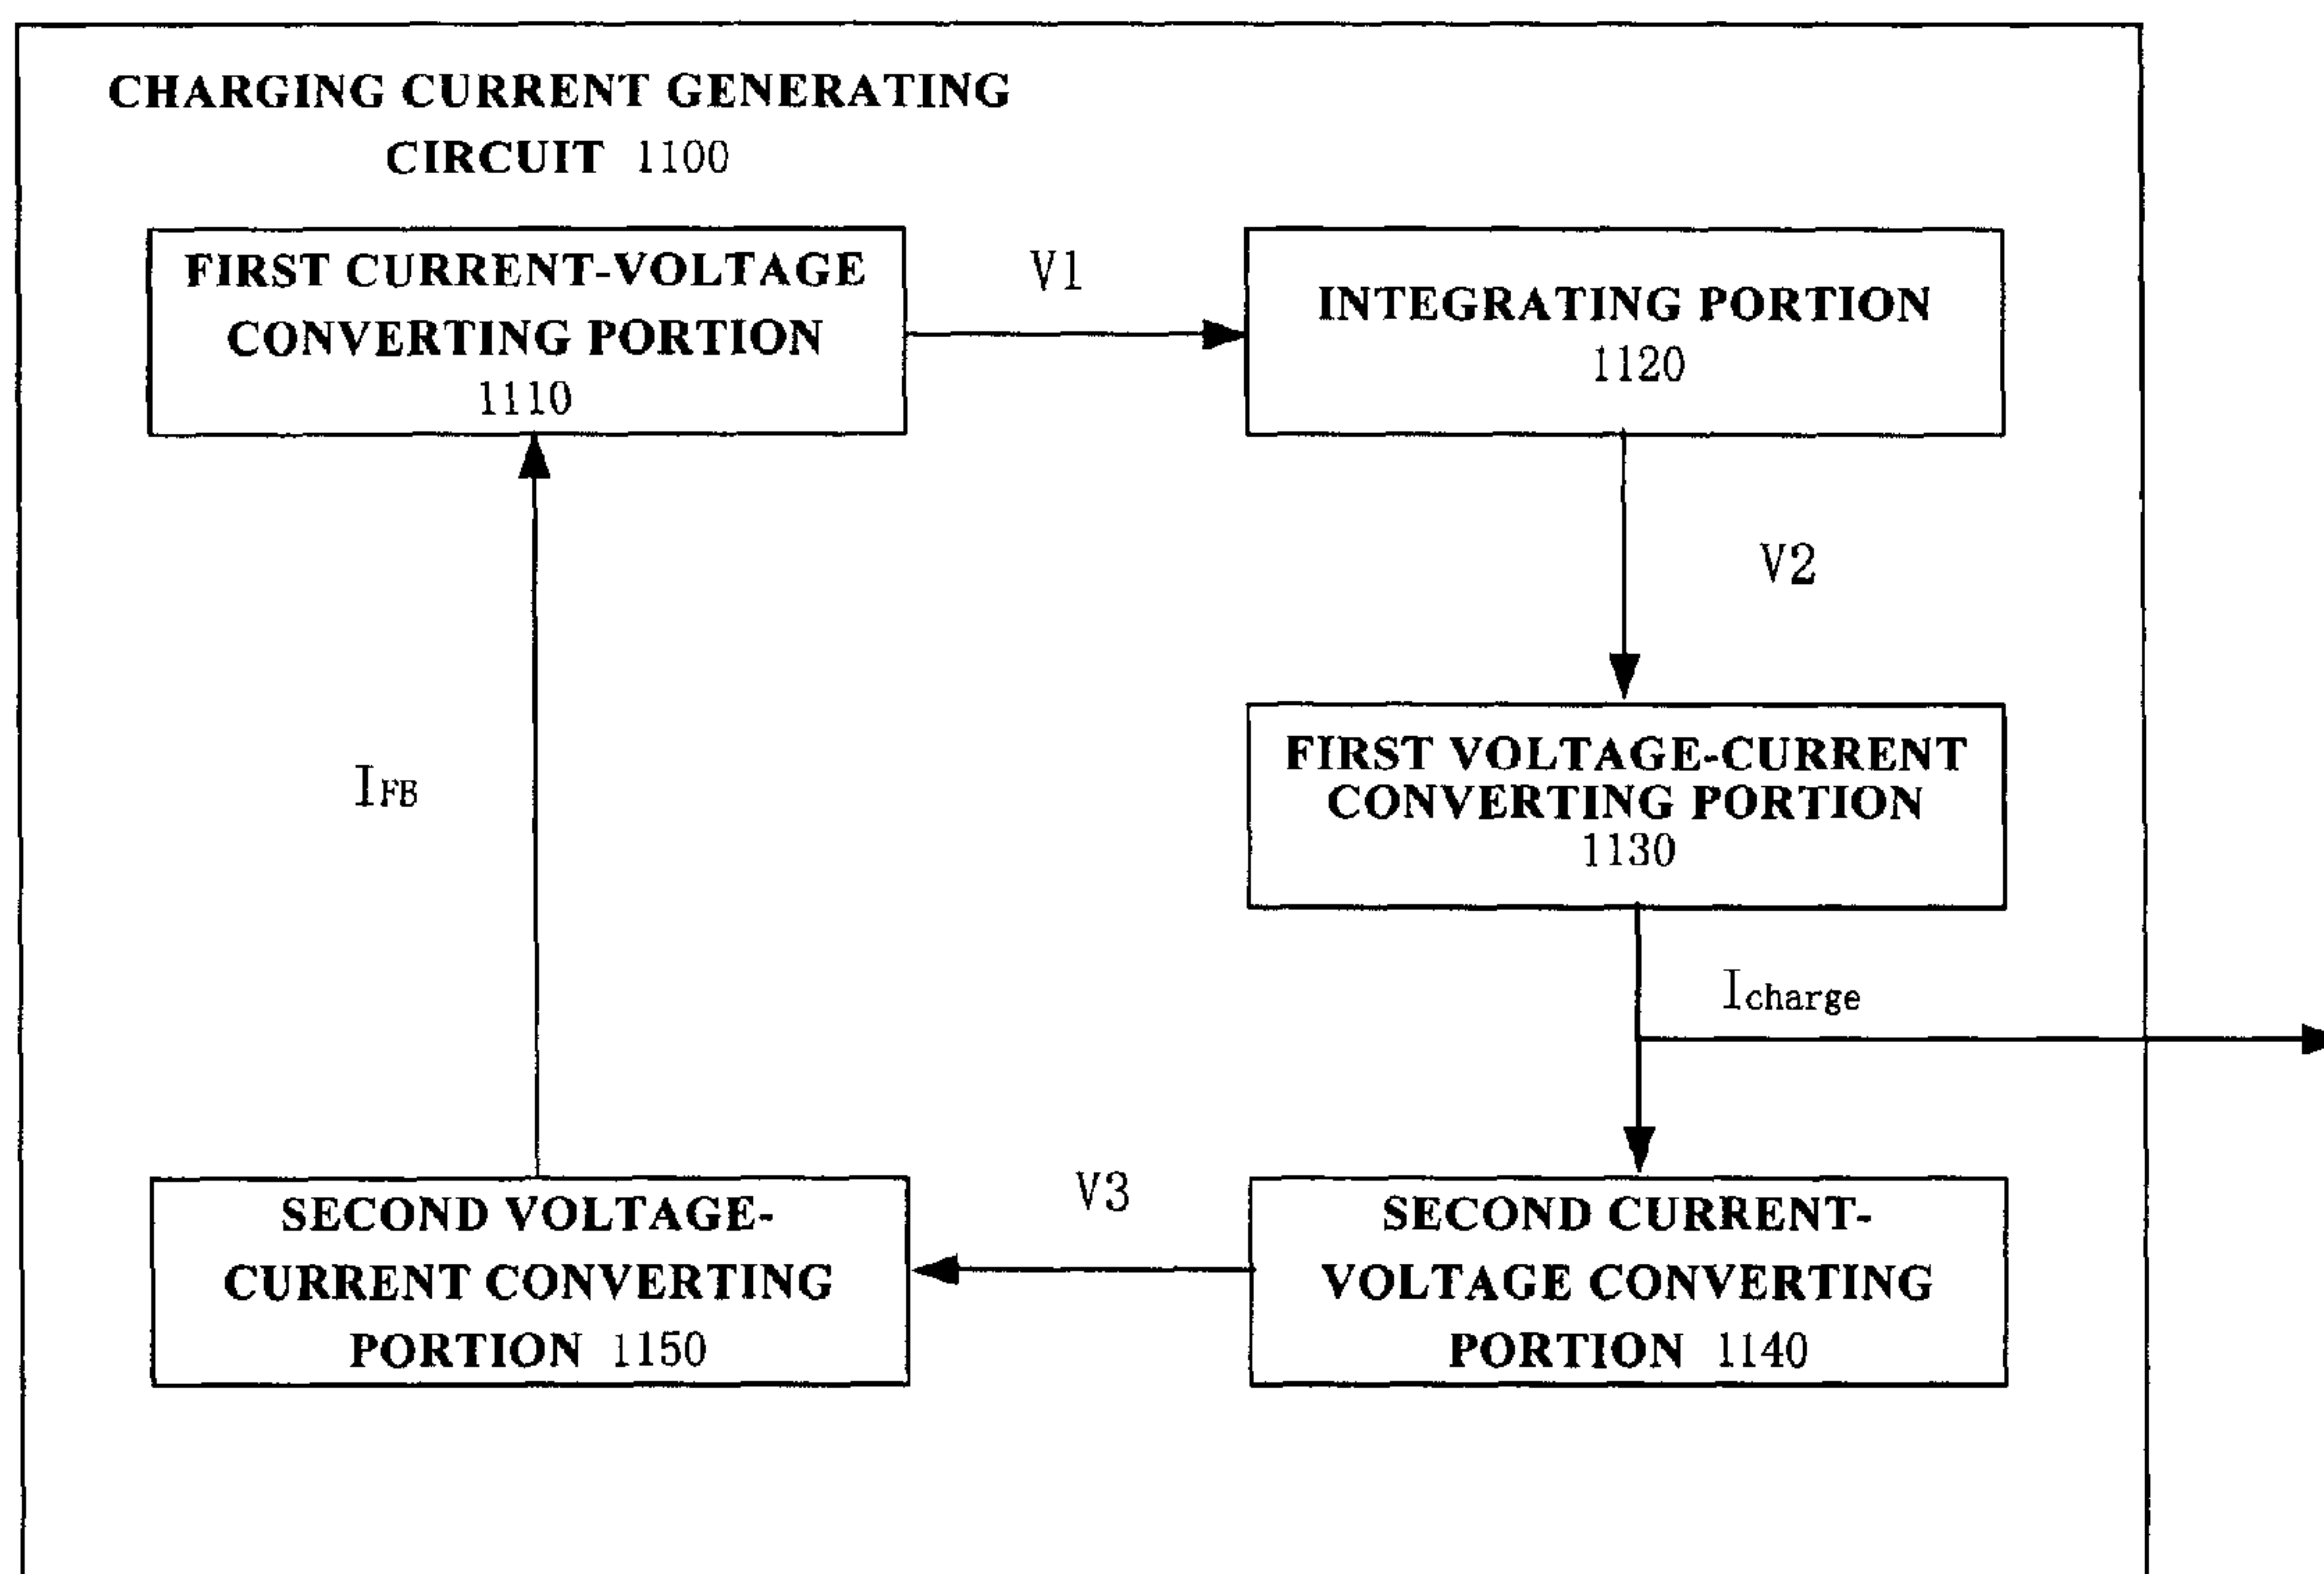 CHARGING CURRENT GENERATING
CIRCUIT 1100
FIRST CURRENT-VOLTAGE
CONVERTING PORTION
1110
V1
INTEGRATING PORTION
1120
V2
IFB
FIRST VOLTAGE-CURRENT
CONVERTING PORTION
1130
Icharge
SECOND VOLTAGE-
CURRENT CONVERTING
PORTION 1150
V3
SECOND CURRENT-
VOLTAGE CONVERTING
PORTION 1140